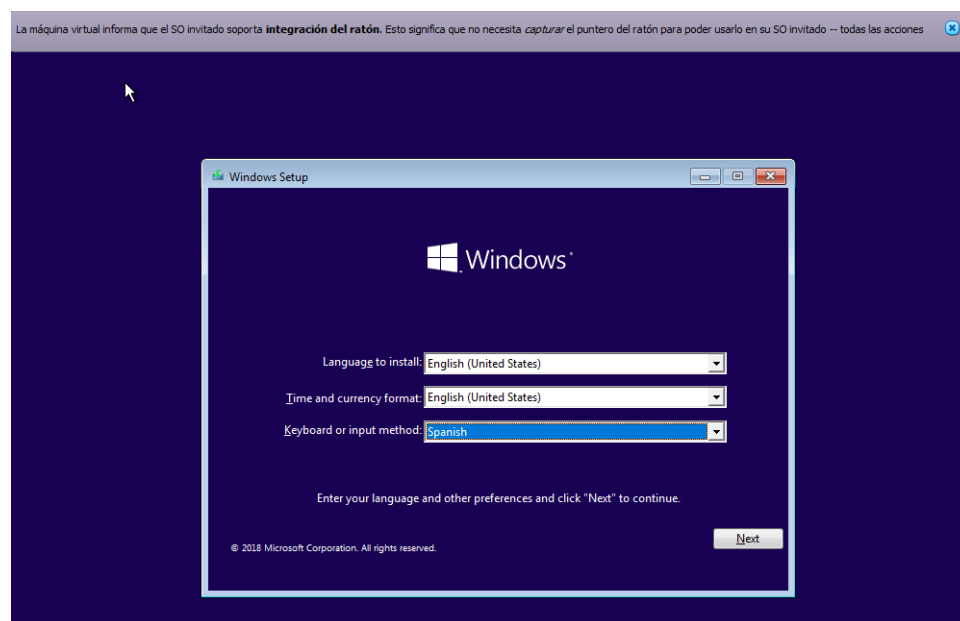 La máquina virtual informa que el SO invitado soporta integración del ratón. Esto significa que no necesita capturar el puntero del ratón para poder usarlo en su SO invitado -- todas las acciones
Windows Setup
Windows
Language to install: English (United States)
Time and currency format: English (United States)
Keyboard or input method: Spanish
Enter your language and other preferences and click "Next" to continue.
Next
© 2018 Microsoft Corporation. All rights reserved.